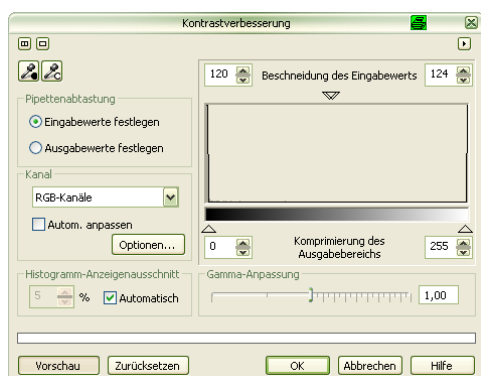 Kontrastverbesserung
120 Beschneidung des Eingabewerts 124
Pipettenabtastung
Eingabewerte festlegen
Ausgabewerte festlegen
Kanal
RGB-Kanäle
Autom. anpassen
Optionen...
0 Komprimierung des Ausgabebereichs 255
Histogramm-Anzeigenausschnitt
5 % Automatisch
Gamma-Anpassung
1,00
Vorschau Zurücksetzen OK Abbrechen Hilfe